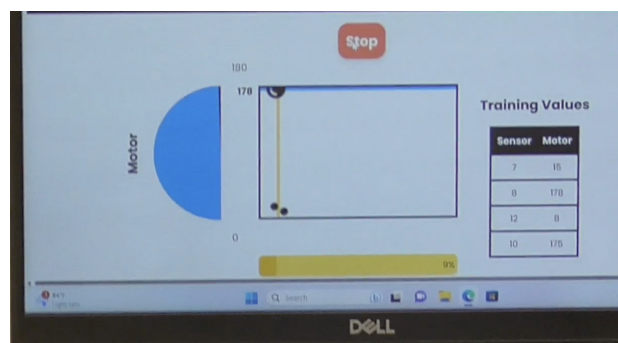 Stop
180
178
Motor
0
Training Values
Sensor Motor
7 15
8 178
12 8
10 175
9%
Search
DELL